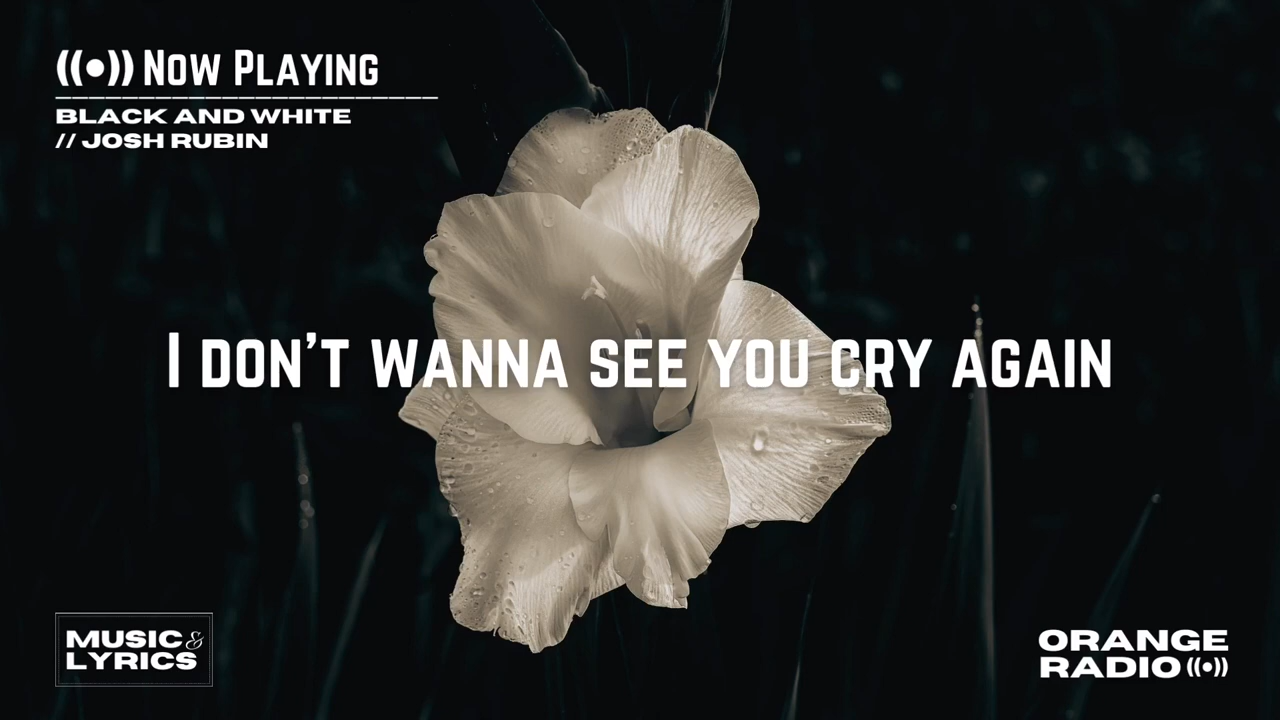 ((•)) Now Playing
BLACK AND WHITE
// JOSH RUBIN
I DON'T WANNA SEE YOU CRY AGAIN
MUSIC &
LYRICS
ORANGE
RADIO ((•))